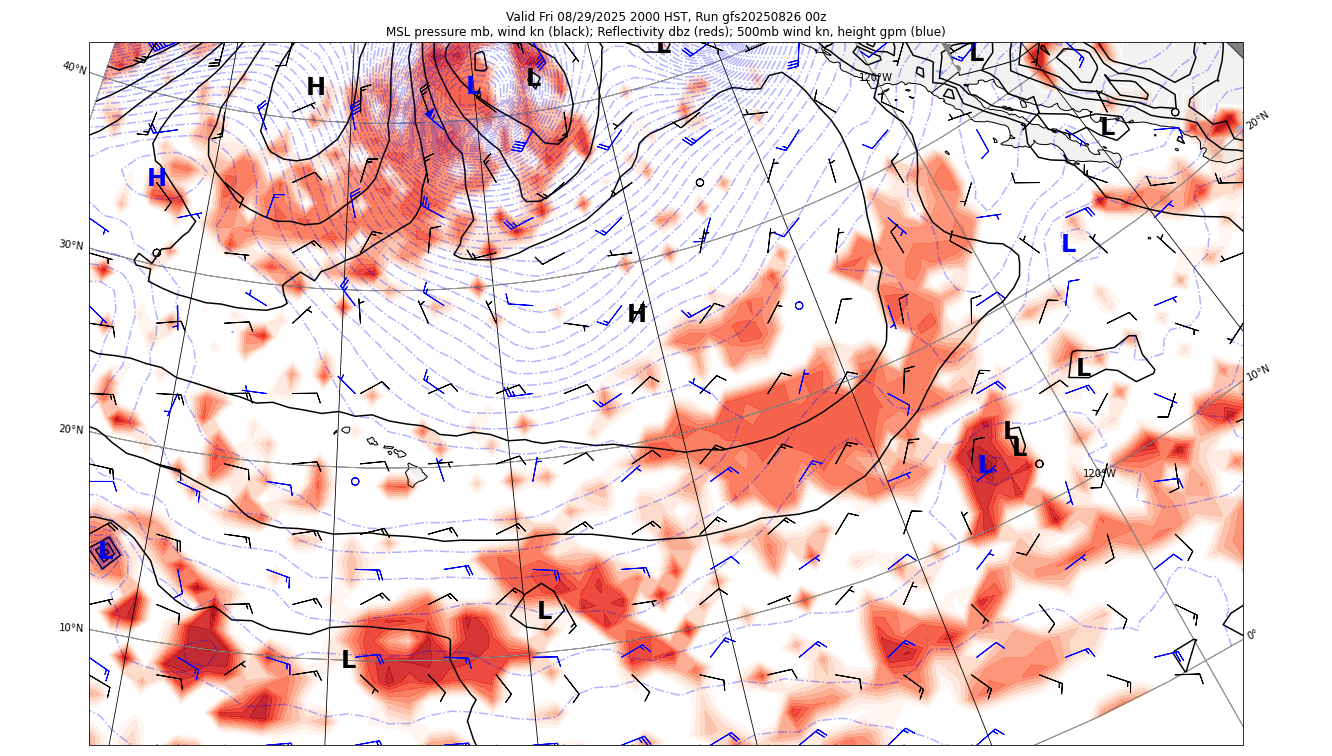 Valid Fri 08/29/2025 2000 HST, Run gfs20250826 00z
MSL pressure mb, wind kn (black); Reflectivity dbz (reds); 500mb wind kn, height gpm (blue)
L
L
40°N
120°W
H
L
L
20°N
L
H
30°N
L
H
10°N
L
20°N
L
L
L
120°W
L
L
10°N
0°
L